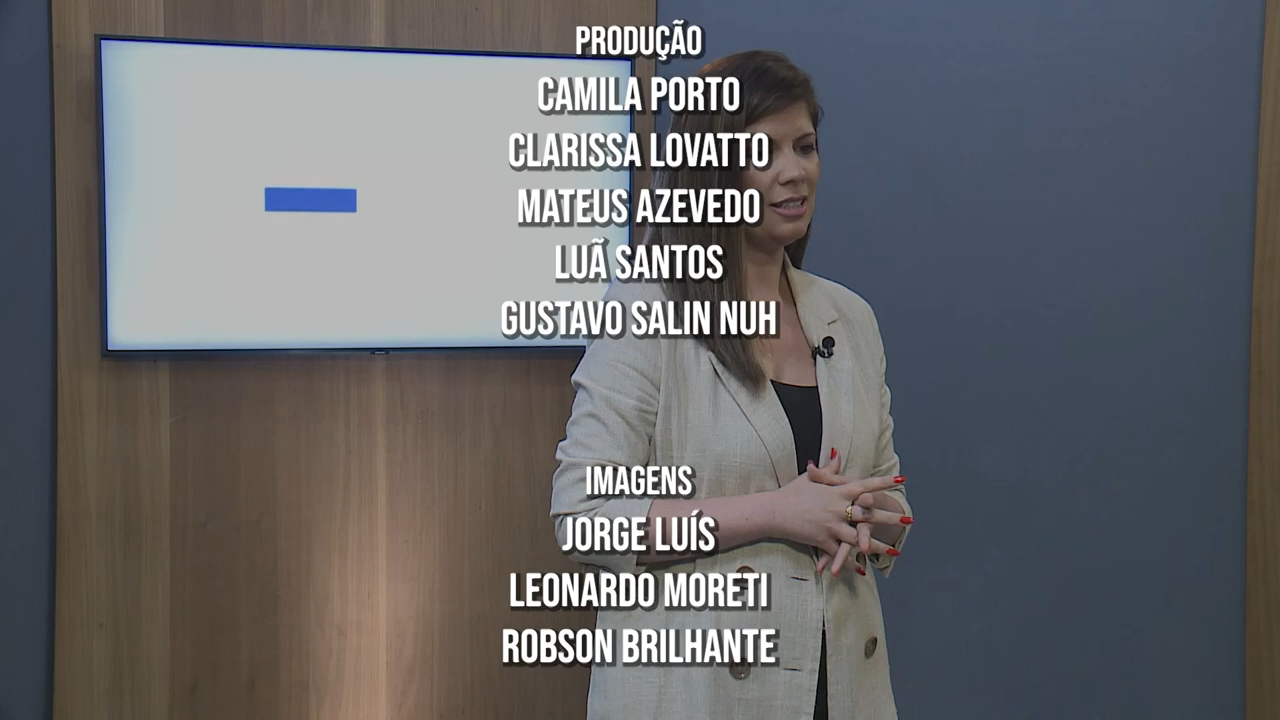 PRODUÇÃO
CAMILA PORTO
CLARISSA LOVATTO
MATEUS AZEVEDO
LUÃ SANTOS
GUSTAVO SALIN NUH
IMAGENS
JORGE LUÍS
LEONARDO MORETI
ROBSON BRILHANTE